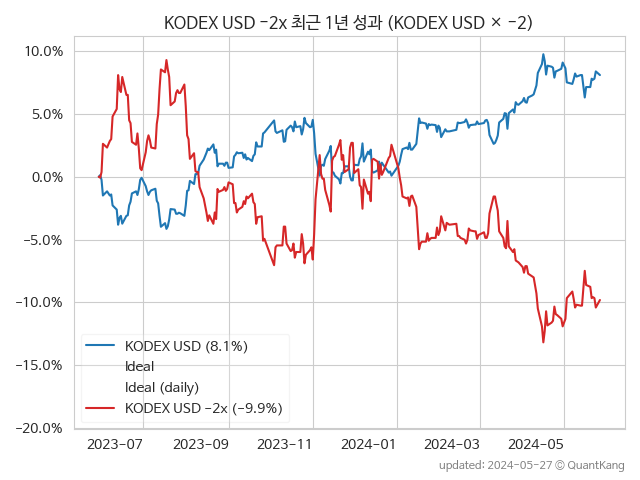 KODEX USD −2x 최근 1년 성과 (KODEX USD × −2)
10.0%
5.0%
0.0%
−5.0%
−10.0%
−15.0%
−20.0%
KODEX USD (8.1%)
Ideal
Ideal (daily)
KODEX USD −2x (−9.9%)
2023-07
2023-09
2023-11
2024-01
2024-03
2024-05
updated: 2024-05-27 © QuantKang